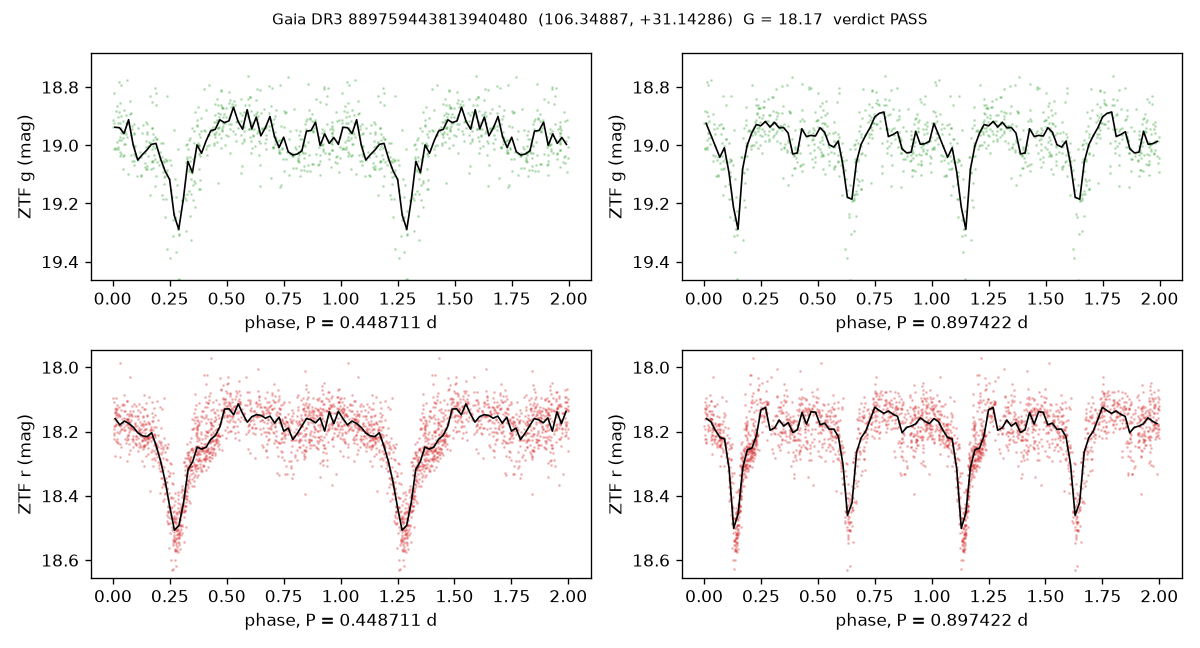 Gaia DR3 889759443813940480  (106.34887, +31.14286)  G = 18.17  verdict PASS
ZTF g (mag)
18.8
19.0
19.2
19.4
0.00 0.25 0.50 0.75 1.00 1.25 1.50 1.75 2.00
phase, P = 0.448711 d
ZTF g (mag)
18.8
19.0
19.2
19.4
0.00 0.25 0.50 0.75 1.00 1.25 1.50 1.75 2.00
phase, P = 0.897422 d
ZTF r (mag)
18.0
18.2
18.4
18.6
0.00 0.25 0.50 0.75 1.00 1.25 1.50 1.75 2.00
phase, P = 0.448711 d
ZTF r (mag)
18.0
18.2
18.4
18.6
0.00 0.25 0.50 0.75 1.00 1.25 1.50 1.75 2.00
phase, P = 0.897422 d